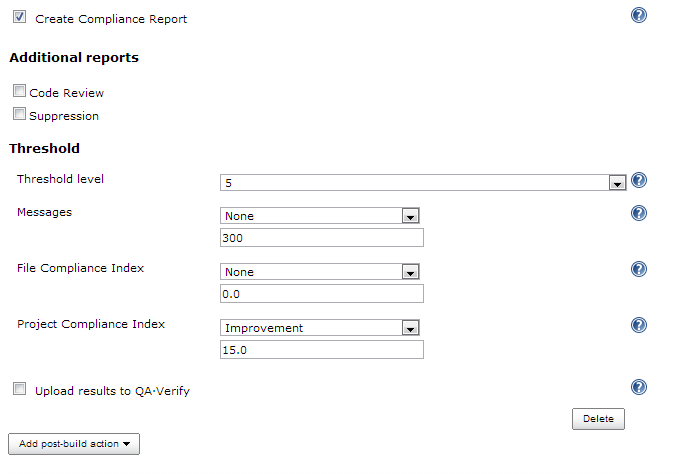 Create Compliance Report
Additional reports
Code Review
Suppression
Threshold
Threshold level 5
Messages None
300
File Compliance Index None
0.0
Project Compliance Index Improvement
15.0
Upload results to QA·Verify
Delete
Add post-build action